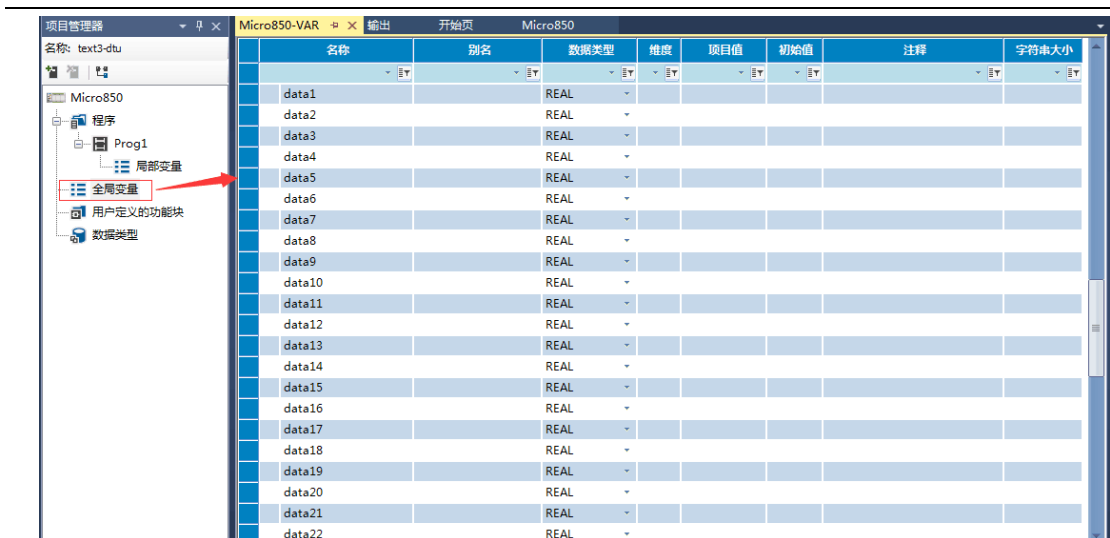 项目管理器
Micro850-VAR 输出 开始页 Micro850
名称: text3-dtu
名称 别名 数据类型 维度 项目值 初始值 注释 字符串大小
Micro850
程序
Prog1
局部变量
全局变量
用户定义的功能块
数据类型
data1 REAL
data2 REAL
data3 REAL
data4 REAL
data5 REAL
data6 REAL
data7 REAL
data8 REAL
data9 REAL
data10 REAL
data11 REAL
data12 REAL
data13 REAL
data14 REAL
data15 REAL
data16 REAL
data17 REAL
data18 REAL
data19 REAL
data20 REAL
data21 REAL
data22 REAL